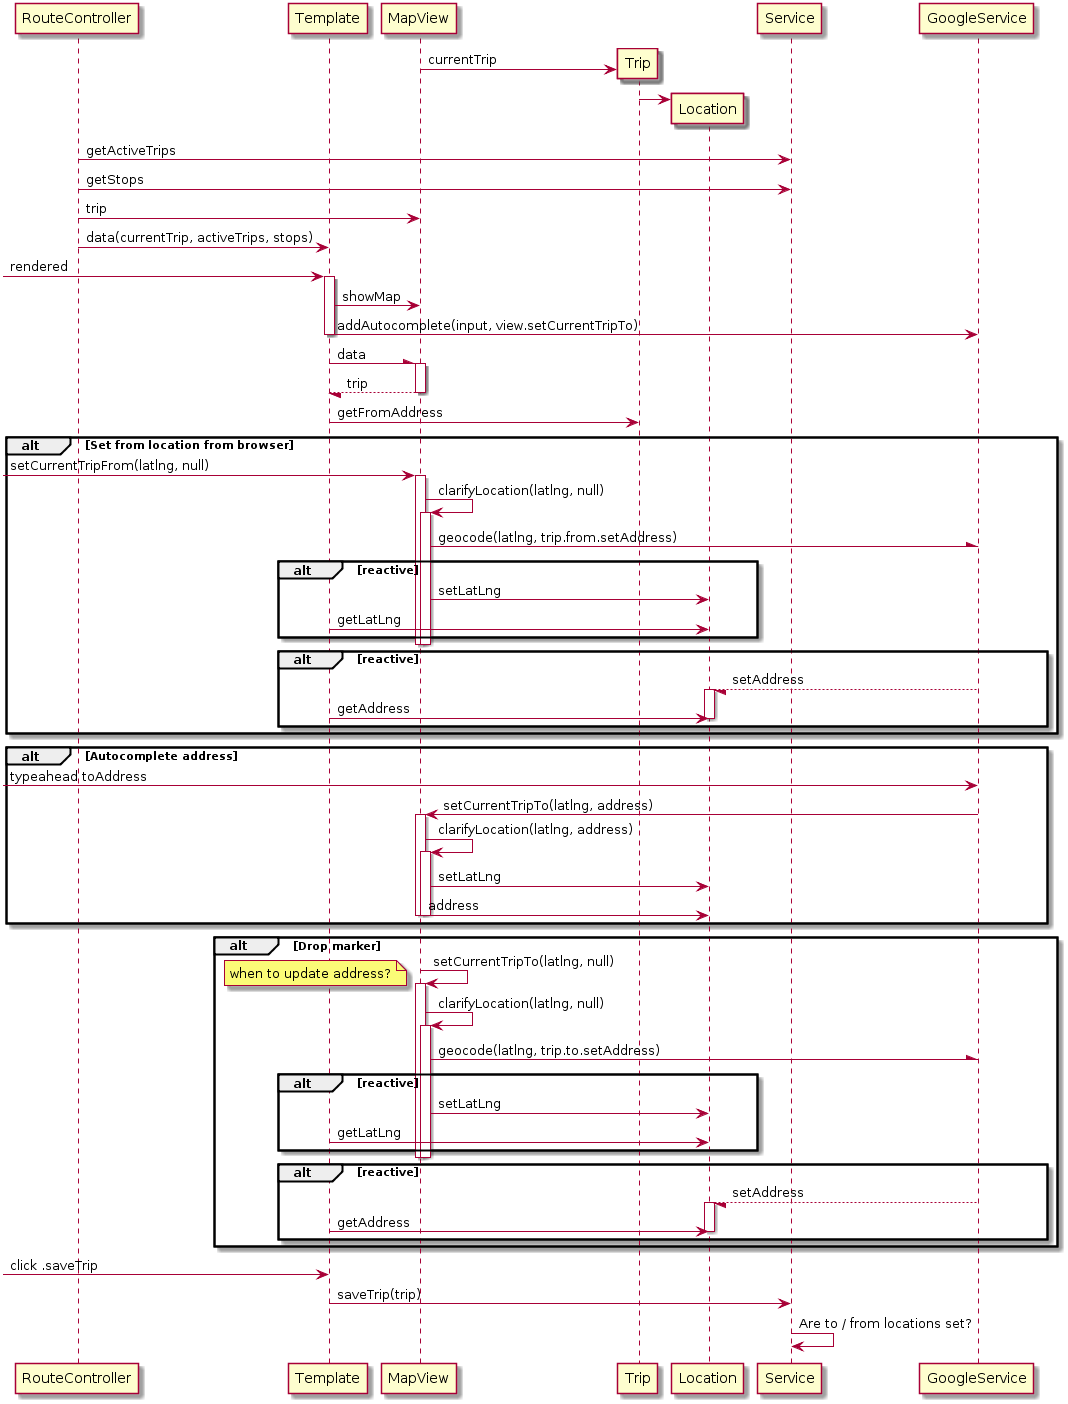 RouteController
Template
MapView
Service
GoogleService
currentTrip
Trip
Location
getActiveTrips
getStops
trip
data(currentTrip, activeTrips, stops)
rendered
showMap
addAutocomplete(input, view.setCurrentTripTo)
data
trip
getFromAddress
alt [Set from location from browser]
setCurrentTripFrom(latlng, null)
clarifyLocation(latlng, null)
geocode(latlng, trip.from.setAddress)
alt [reactive]
setLatLng
getLatLng
alt [reactive]
setAddress
getAddress
alt [Autocomplete address]
typeahead toAddress
setCurrentTripTo(latlng, address)
clarifyLocation(latlng, address)
setLatLng
address
alt [Drop marker]
setCurrentTripTo(latlng, null)
when to update address?
clarifyLocation(latlng, null)
geocode(latlng, trip.to.setAddress)
alt [reactive]
setLatLng
getLatLng
alt [reactive]
setAddress
getAddress
click .saveTrip
saveTrip(trip)
Are to / from locations set?
RouteController
Template
MapView
Trip
Location
Service
GoogleService